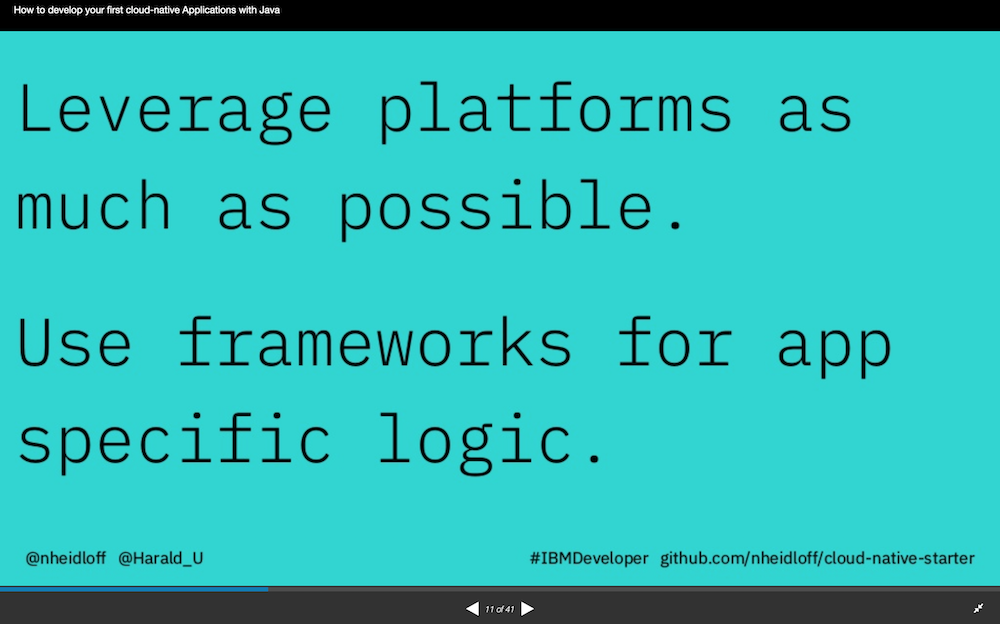 How to develop your first cloud-native Applications with Java
Leverage platforms as
much as possible.
Use frameworks for app
specific logic.
@nheidloff @Harald_U
#IBMDeveloper github.com/nheidloff/cloud-native-starter
11 of 41